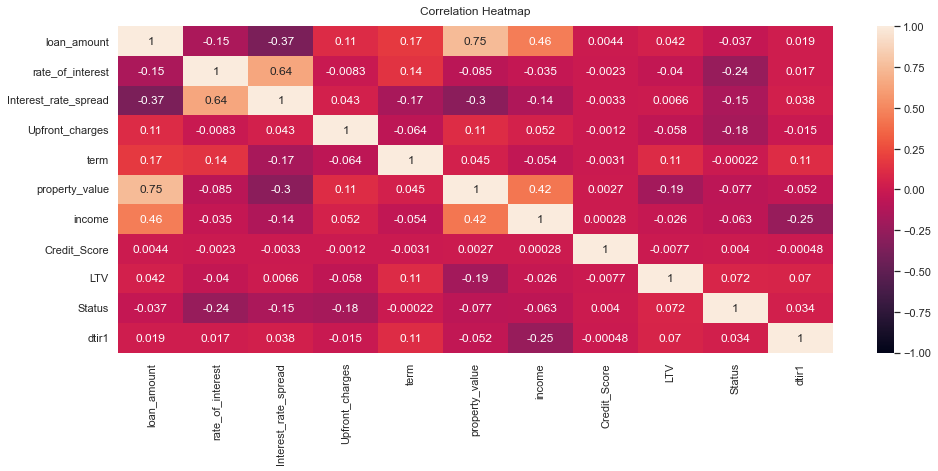 Correlation Heatmap
loan_amount 1 -0.15 -0.37 0.11 0.17 0.75 0.46 0.0044 0.042 -0.037 0.019
rate_of_interest -0.15 1 0.64 -0.0083 0.14 -0.085 -0.035 -0.0023 -0.04 -0.24 0.017
Interest_rate_spread -0.37 0.64 1 0.043 -0.17 -0.3 -0.14 -0.0033 0.0066 -0.15 0.038
Upfront_charges 0.11 -0.0083 0.043 1 -0.064 0.11 0.052 -0.0012 -0.058 -0.18 -0.015
term 0.17 0.14 -0.17 -0.064 1 0.045 -0.054 -0.0031 0.11 -0.00022 0.11
property_value 0.75 -0.085 -0.3 0.11 0.045 1 0.42 0.0027 -0.19 -0.077 -0.052
income 0.46 -0.035 -0.14 0.052 -0.054 0.42 1 0.00028 -0.026 -0.063 -0.25
Credit_Score 0.0044 -0.0023 -0.0033 -0.0012 -0.0031 0.0027 0.00028 1 -0.0077 0.004 -0.00048
LTV 0.042 -0.04 0.0066 -0.058 0.11 -0.19 -0.026 -0.0077 1 0.072 0.07
Status -0.037 -0.24 -0.15 -0.18 -0.00022 -0.077 -0.063 0.004 0.072 1 0.034
dtir1 0.019 0.017 0.038 -0.015 0.11 -0.052 -0.25 -0.00048 0.07 0.034 1
loan_amount
rate_of_interest
Interest_rate_spread
Upfront_charges
term
property_value
income
Credit_Score
LTV
Status
dtir1
1.00
0.75
0.50
0.25
0.00
−0.25
−0.50
−0.75
−1.00